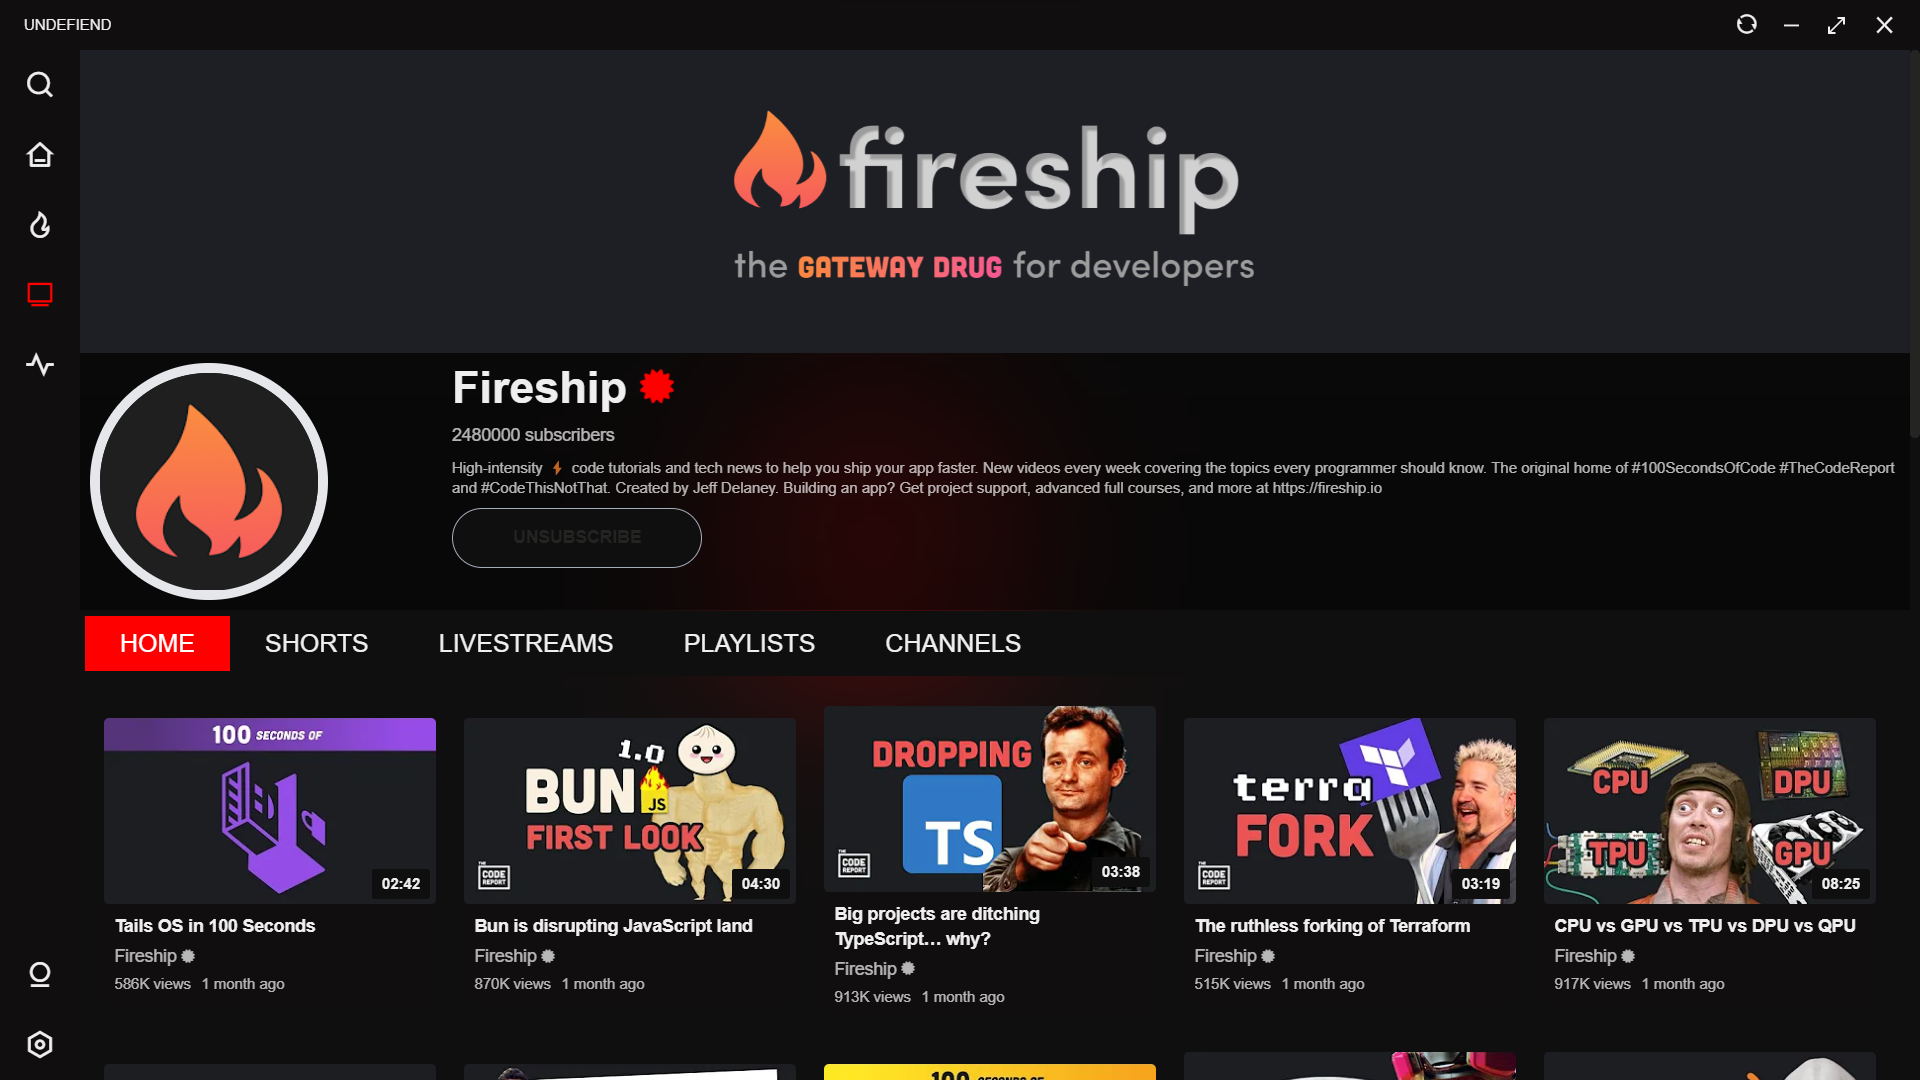 UNDEFIEND
fireship
the GATEWAY DRUG for developers
Fireship
2480000 subscribers
High-intensity ⚡ code tutorials and tech news to help you ship your app faster. New videos every week covering the topics every programmer should know. The original home of #100SecondsOfCode #TheCodeReport
and #CodeThisNotThat. Created by Jeff Delaney. Building an app? Get project support, advanced full courses, and more at https://fireship.io
UNSUBSCRIBE
HOME SHORTS LIVESTREAMS PLAYLISTS CHANNELS
100 SECONDS OF
02:42
Tails OS in 100 Seconds
Fireship
586K views 1 month ago
1.0
BUN
JS
FIRST LOOK
THE
CODE
REPORT
04:30
Bun is disrupting JavaScript land
Fireship
870K views 1 month ago
DROPPING
TS
THE
CODE
REPORT
03:38
Big projects are ditching
TypeScript... why?
Fireship
913K views 1 month ago
terra
FORK
THE
CODE
REPORT
03:19
The ruthless forking of Terraform
Fireship
515K views 1 month ago
CPU
DPU
TPU
GPU
08:25
CPU vs GPU vs TPU vs DPU vs QPU
Fireship
917K views 1 month ago
100 SECONDS OF